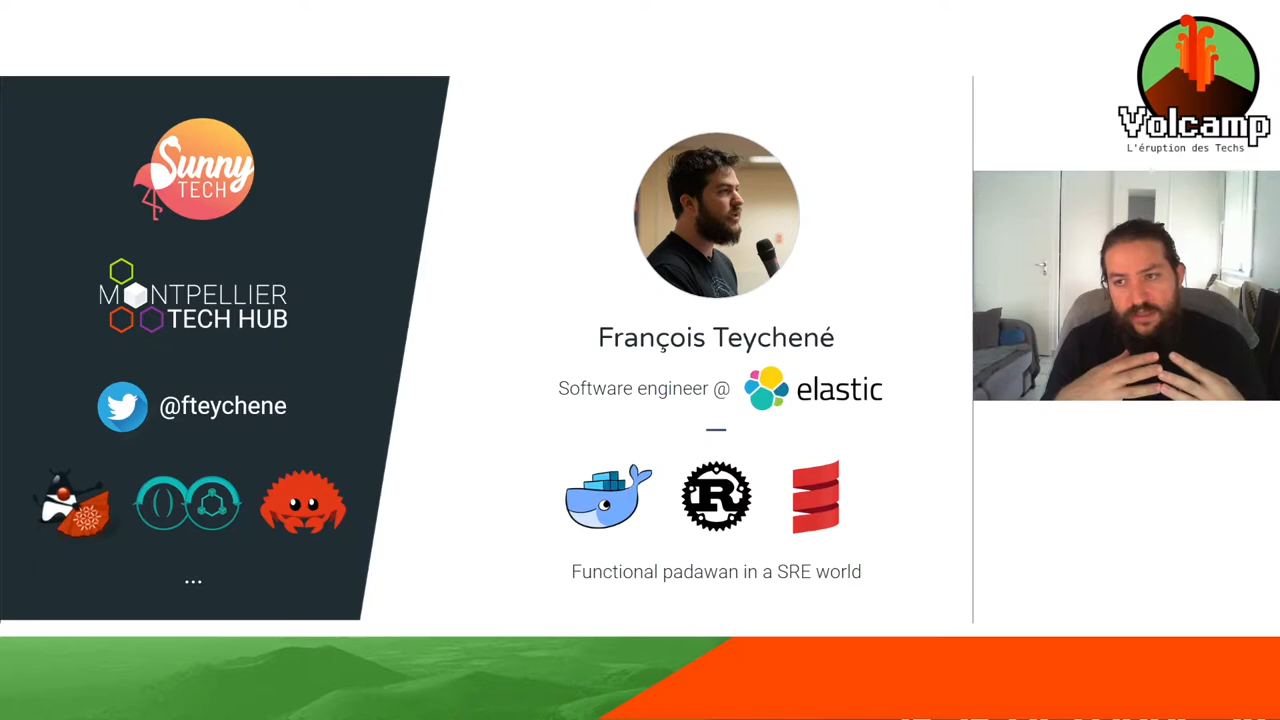 Sunny
TECH
MONTPELLIER
TECH HUB
@fteychene
...
François Teychené
Software engineer @ elastic
R
Functional padawan in a SRE world
Volcamp
L'éruption des Techs